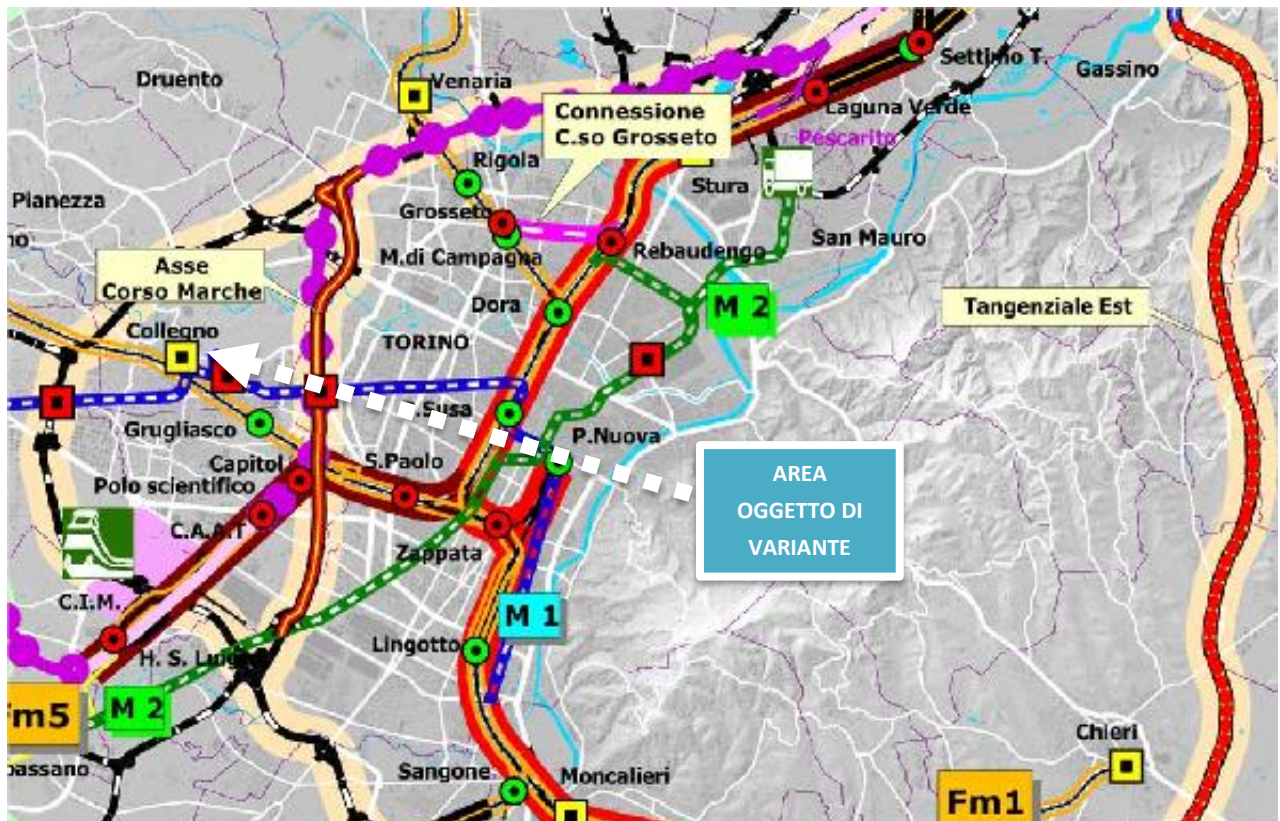 Druento
Venaria
Settimo T.
Gassino
Connessione
C.so Grosseto
Laguna Verde
Pescarito
Rigola
Stura
Pianezza
Grosseto
M.di Campagna
Rebaudengo
San Mauro
Asse
Corso Marche
Dora
M 2
Tangenziale Est
Collegno
TORINO
Susa
Grugliasco
P.Nuova
Capitol
S.Paolo
Polo scientifico
AREA
OGGETTO DI
VARIANTE
C.A.A.T
Zappata
C.I.M.
M 1
Lingotto
H. S. Luigi
Fm5
M 2
Chieri
Sangone
Moncalieri
Fm1